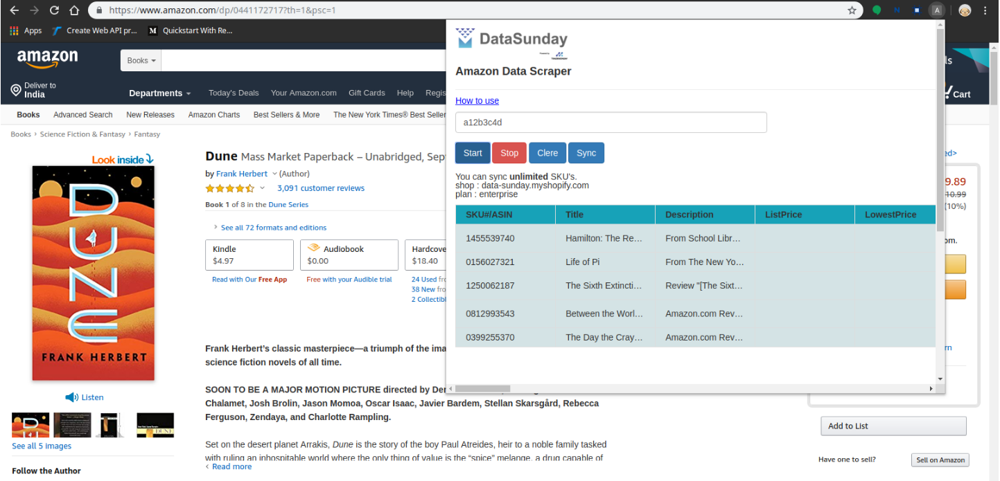 https://www.amazon.com/dp/0441172717?th=1&psc=1
Apps
Create Web API pr...
Quickstart With Re...
amazon
Books
Deliver to
India
Departments
Today's Deals
Your Amazon.com
Gift Cards
Help
Regis
Cart
Books
Advanced Search
New Releases
Amazon Charts
Best Sellers & More
The New York Times® Best Seller
Books › Science Fiction & Fantasy › Fantasy
DataSunday
Amazon Data Scraper
How to use
a12b3c4d
Start
Stop
Clere
Sync
You can sync unlimited SKU's.
shop : data-sunday.myshopify.com
plan : enterprise
SKU#/ASIN Title Description ListPrice LowestPrice
1455539740 Hamilton: The Re... From School Libr...
0156027321 Life of Pi From The New Yo...
1250062187 The Sixth Extincti... Review "[The Sixt...
0812993543 Between the Worl... Amazon.com Rev...
0399255370 The Day the Cray... Amazon.com Rev...
Look inside
DUNE
FRANK HERBERT
Listen
See all 5 images
Follow the Author
Dune Mass Market Paperback – Unabridged, Sep
by Frank Herbert (Author)
3,091 customer reviews
Book 1 of 8 in the Dune Series
See all 72 formats and editions
Kindle
$4.97
Audiobook
$0.00
Hardcove
$18.40
Read with Our Free App
Free with your Audible trial
24 Used fro
38 New fro
2 Collectibl
Frank Herbert's classic masterpiece—a triumph of the ima
science fiction novels of all time.
SOON TO BE A MAJOR MOTION PICTURE directed by De
Chalamet, Josh Brolin, Jason Momoa, Oscar Isaac, Javier Bardem, Stellan Skarsgård, Rebecca
Ferguson, Zendaya, and Charlotte Rampling.
Set on the desert planet Arrakis, Dune is the story of the boy Paul Atreides, heir to a noble family tasked
with ruling an inhospitable world where the only thing of value is the "spice" melange, a drug capable of
Read more
9.89
10.99
(10%)
om.
Add to List
Have one to sell?
Sell on Amazon